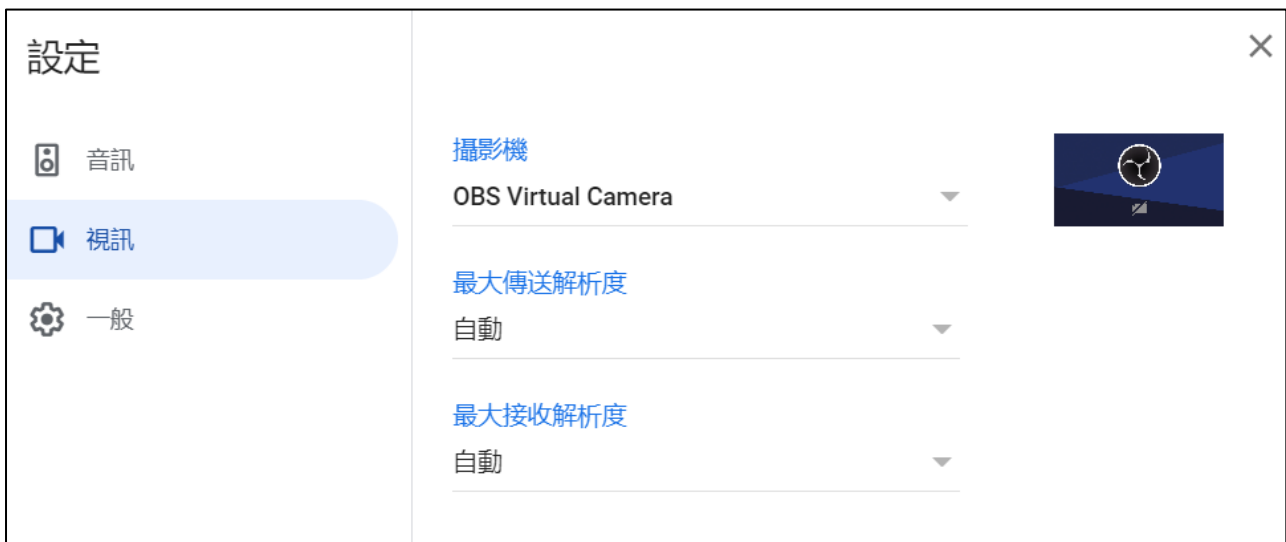 設定
音訊
視訊
一般
攝影機
OBS Virtual Camera
最大傳送解析度
自動
最大接收解析度
自動